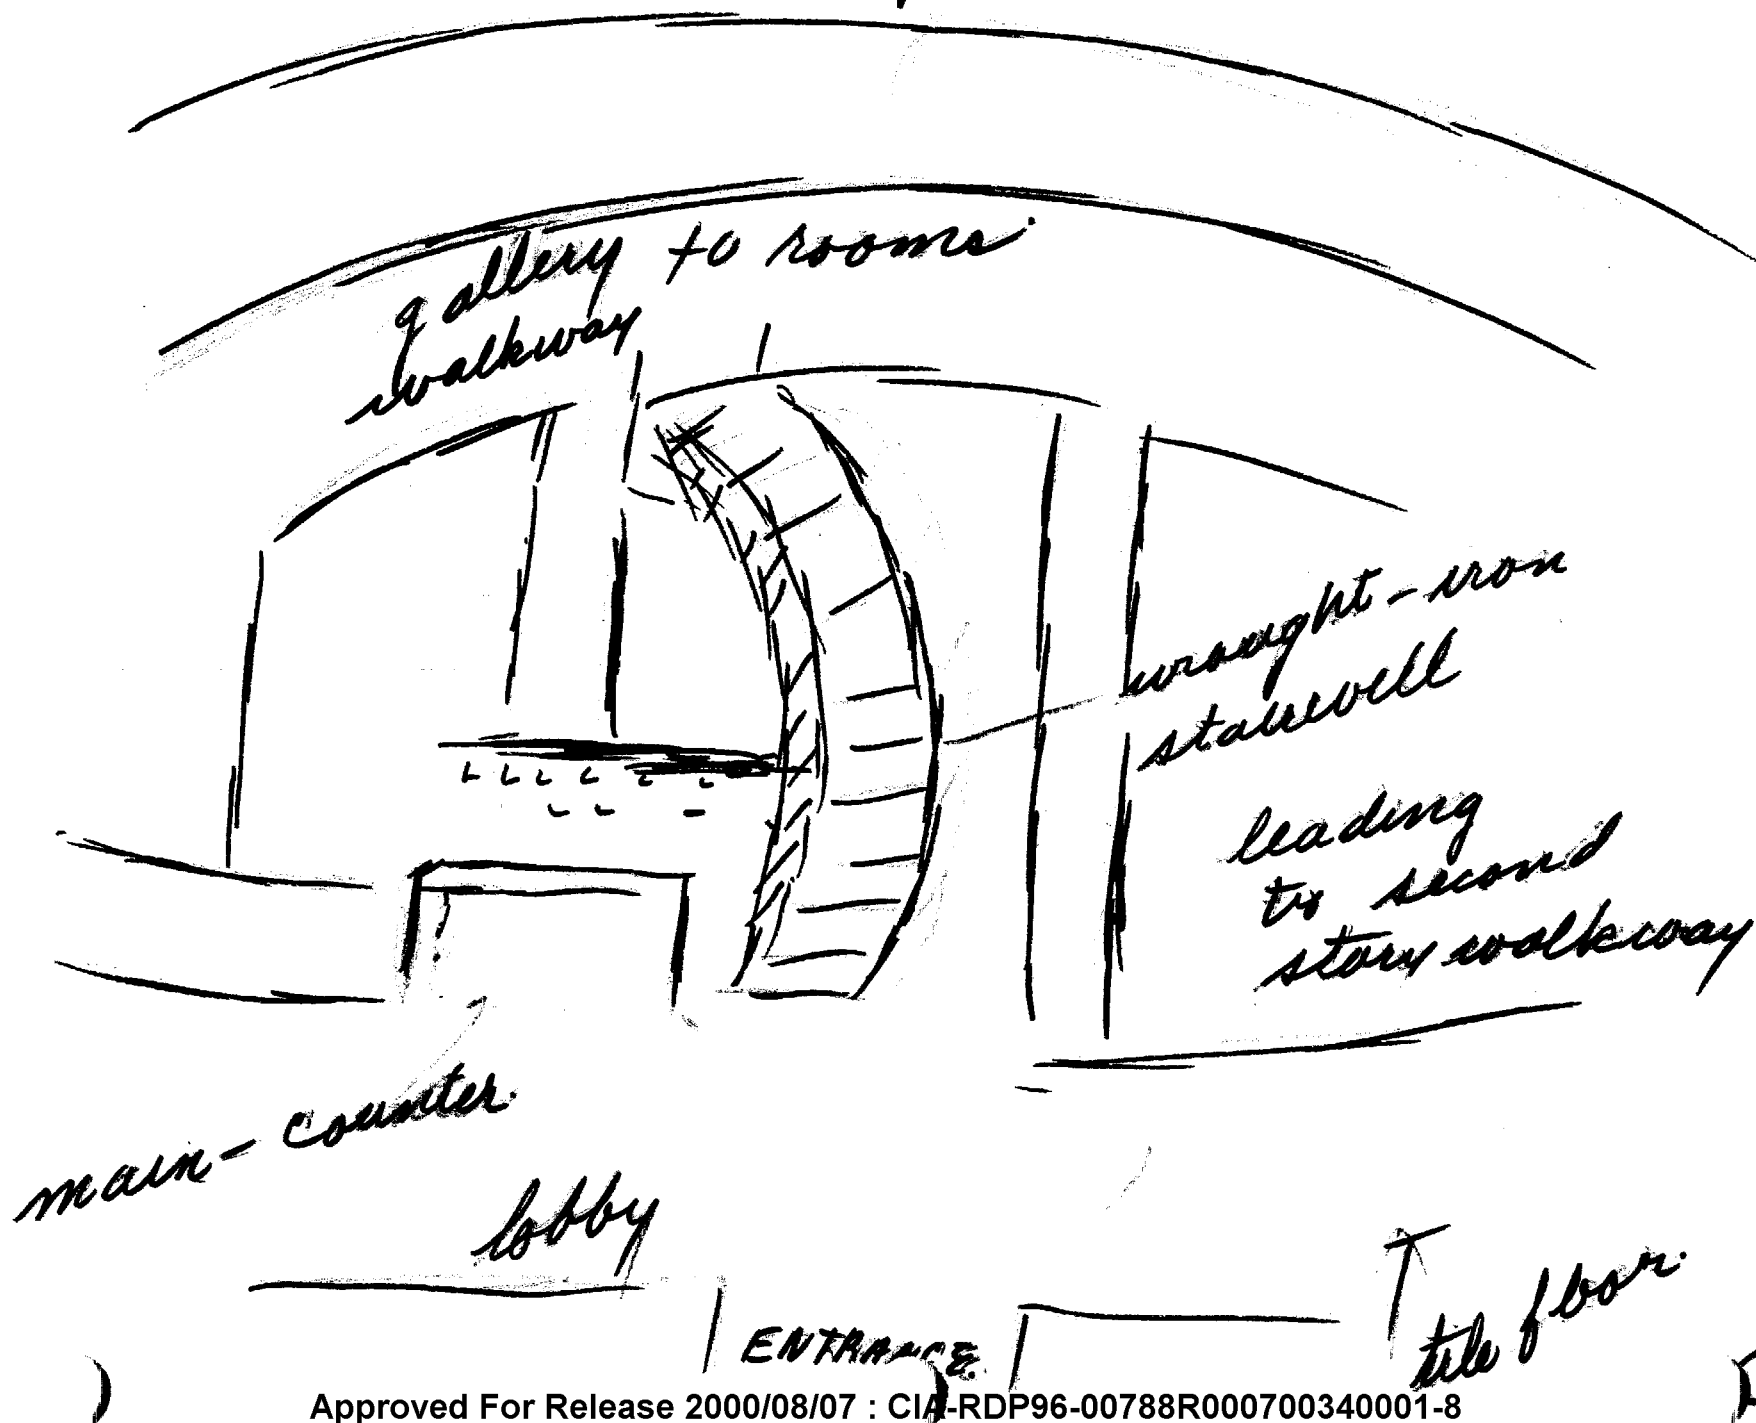 gallery to rooms
walkway
wrought-iron
stairwell
leading
to second
story walkway
main-counter
lobby
tile floor
ENTRANCE
Approved For Release 2000/08/07 : CIA-RDP96-00788R000700340001-8